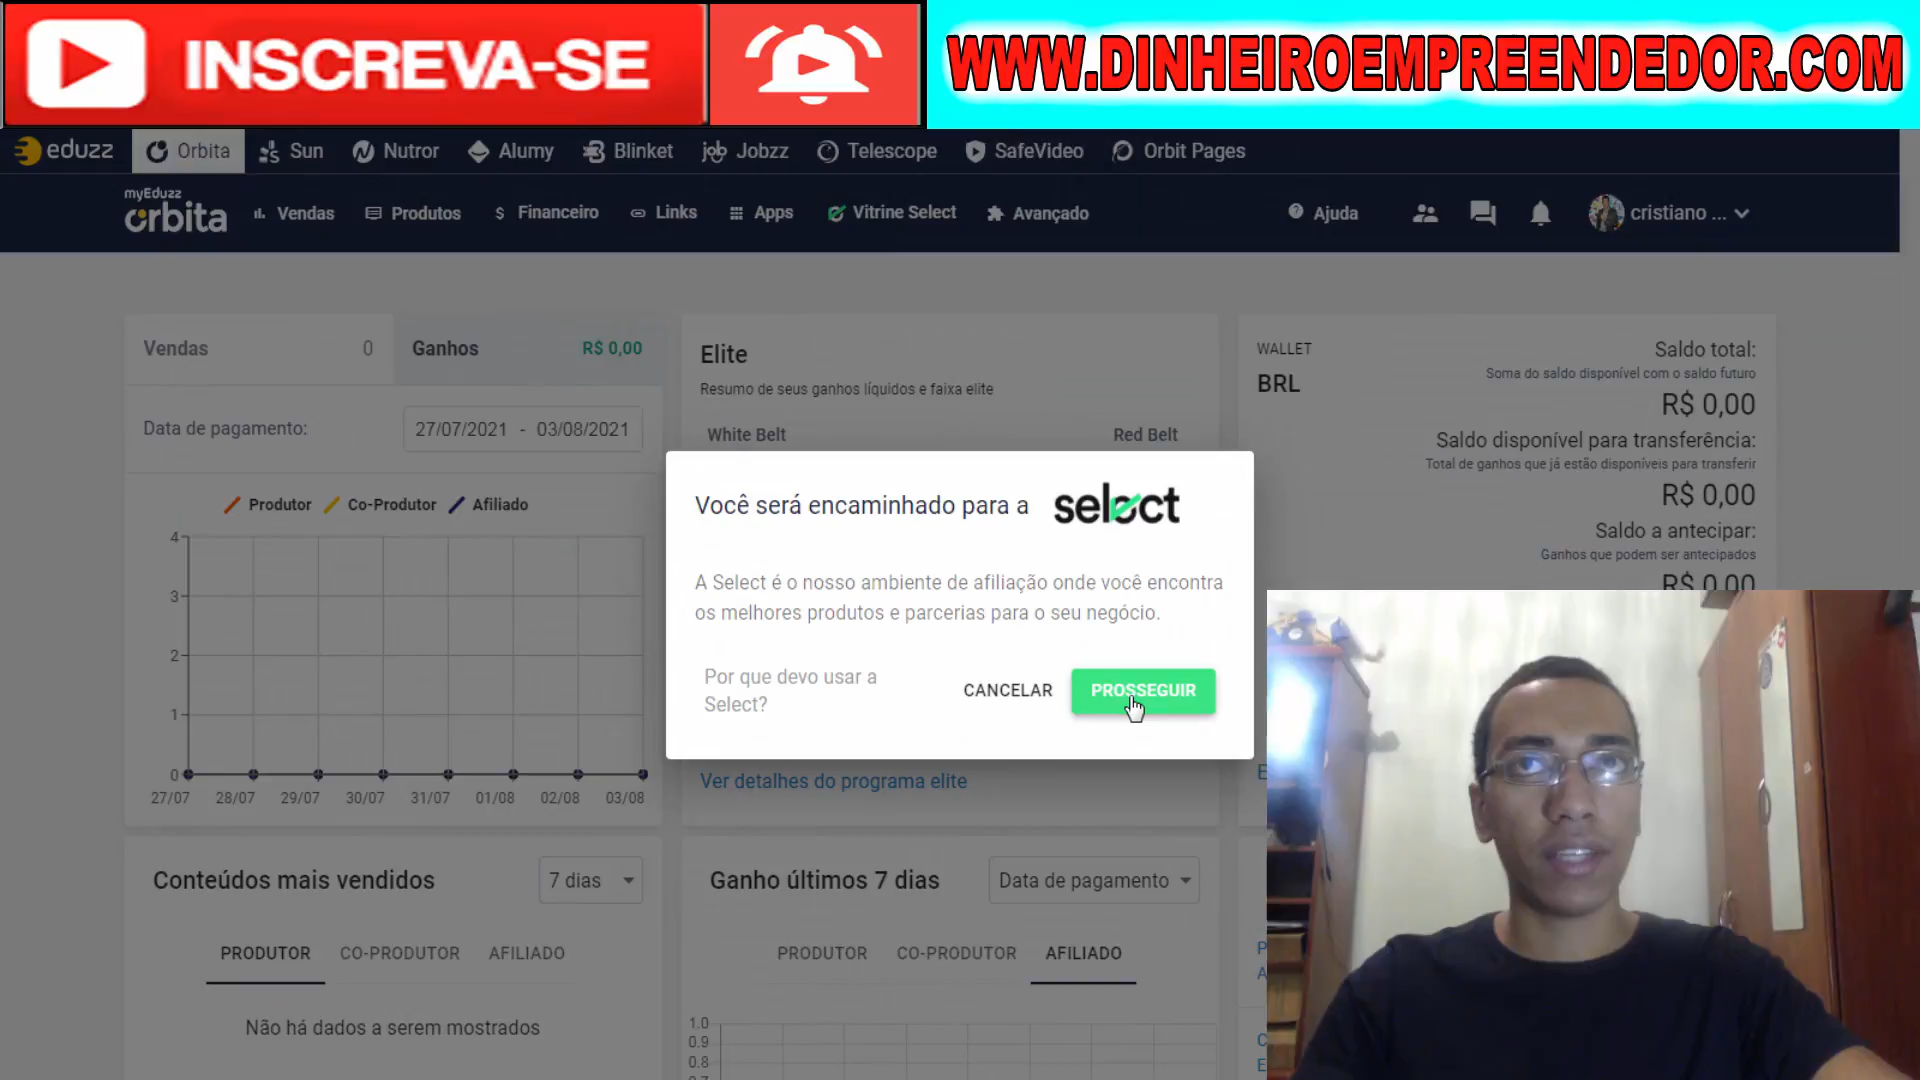 INSCREVA-SE
WWW.DINHEIROEMPREENDEDOR.COM
eduzz Orbita Sun Nutror Alumy Blinket Jobzz Telescope SafeVideo Orbit Pages
myEduzz
orbita Vendas Produtos $ Financeiro Links Apps Vitrine Select Avançado ? Ajuda cristiano ...
Vendas 0 Ganhos R$ 0,00
Data de pagamento: 27/07/2021 - 03/08/2021
Produtor Co-Produtor Afiliado
4
3
2
1
0
27/07 28/07 29/07 30/07 31/07 01/08 02/08 03/08
Elite
Resumo de seus ganhos líquidos e faixa elite
White Belt Red Belt
WALLET
BRL
Saldo total:
Soma do saldo disponível com o saldo futuro
R$ 0,00
Saldo disponível para transferência:
Total de ganhos que já estão disponíveis para transferir
R$ 0,00
Saldo a antecipar:
Ganhos que podem ser antecipados
R$ 0,00
Você será encaminhado para a select
A Select é o nosso ambiente de afiliação onde você encontra
os melhores produtos e parcerias para o seu negócio.
Por que devo usar a
Select?
CANCELAR PROSSEGUIR
Ver detalhes do programa elite
Conteúdos mais vendidos 7 dias
PRODUTOR CO-PRODUTOR AFILIADO
Não há dados a serem mostrados
Ganho últimos 7 dias Data de pagamento
PRODUTOR CO-PRODUTOR AFILIADO
1.0
0.9
0.8